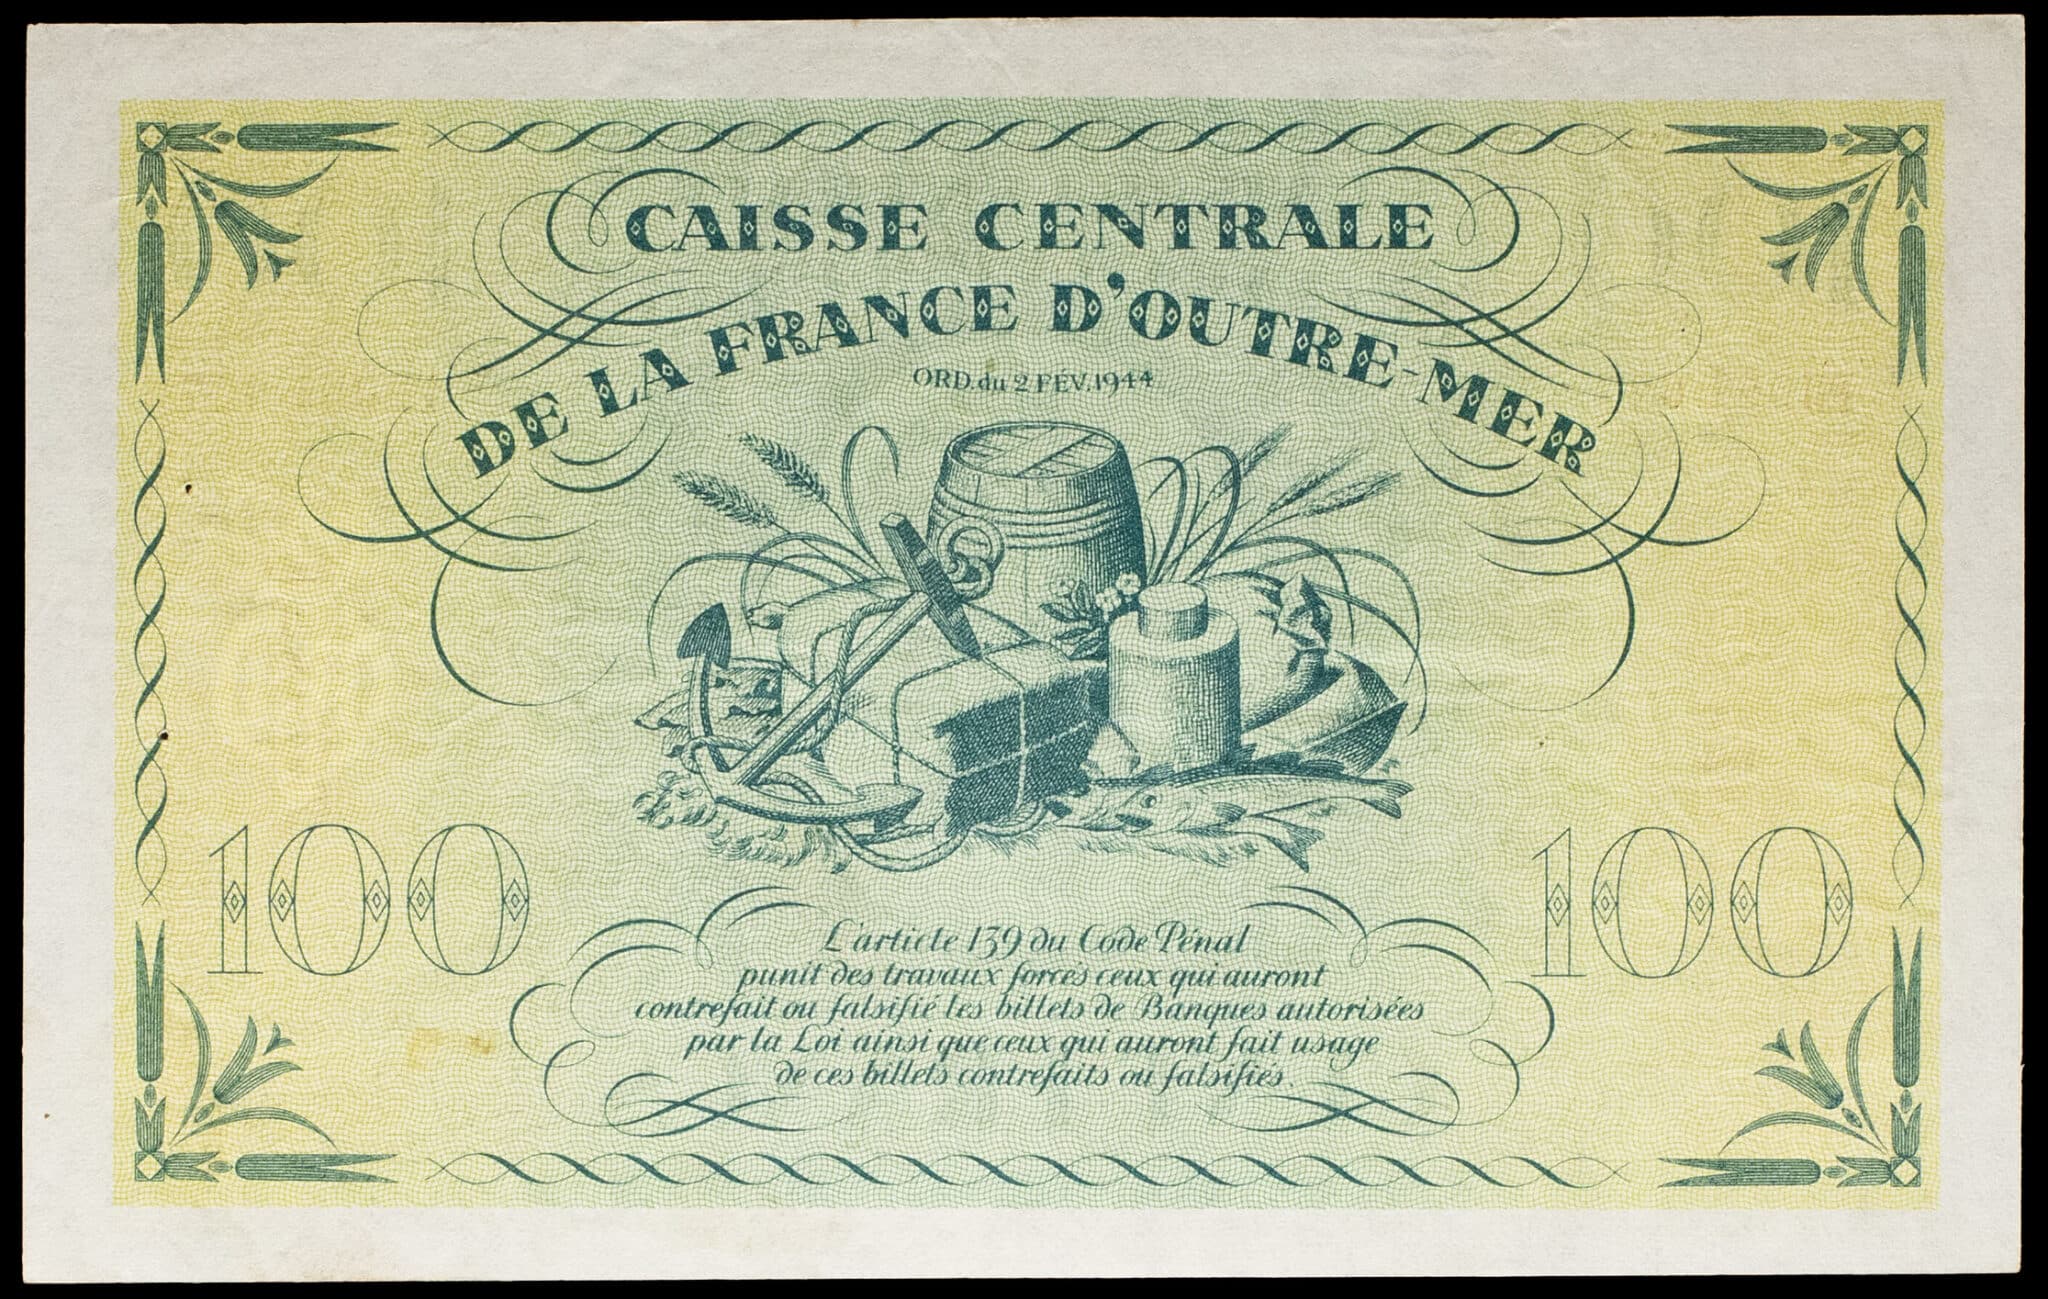 CAISSE CENTRALE
DE LA FRANCE D'OUTRE-MER
ORD. du 2 FÉV. 1944
100
100
L'article 139 du Code Pénal
punit des travaux forcés ceux qui auront
contrefait ou falsifié les billets de Banques autorisées
par la Loi ainsi que ceux qui auront fait usage
de ces billets contrefaits ou falsifiés.